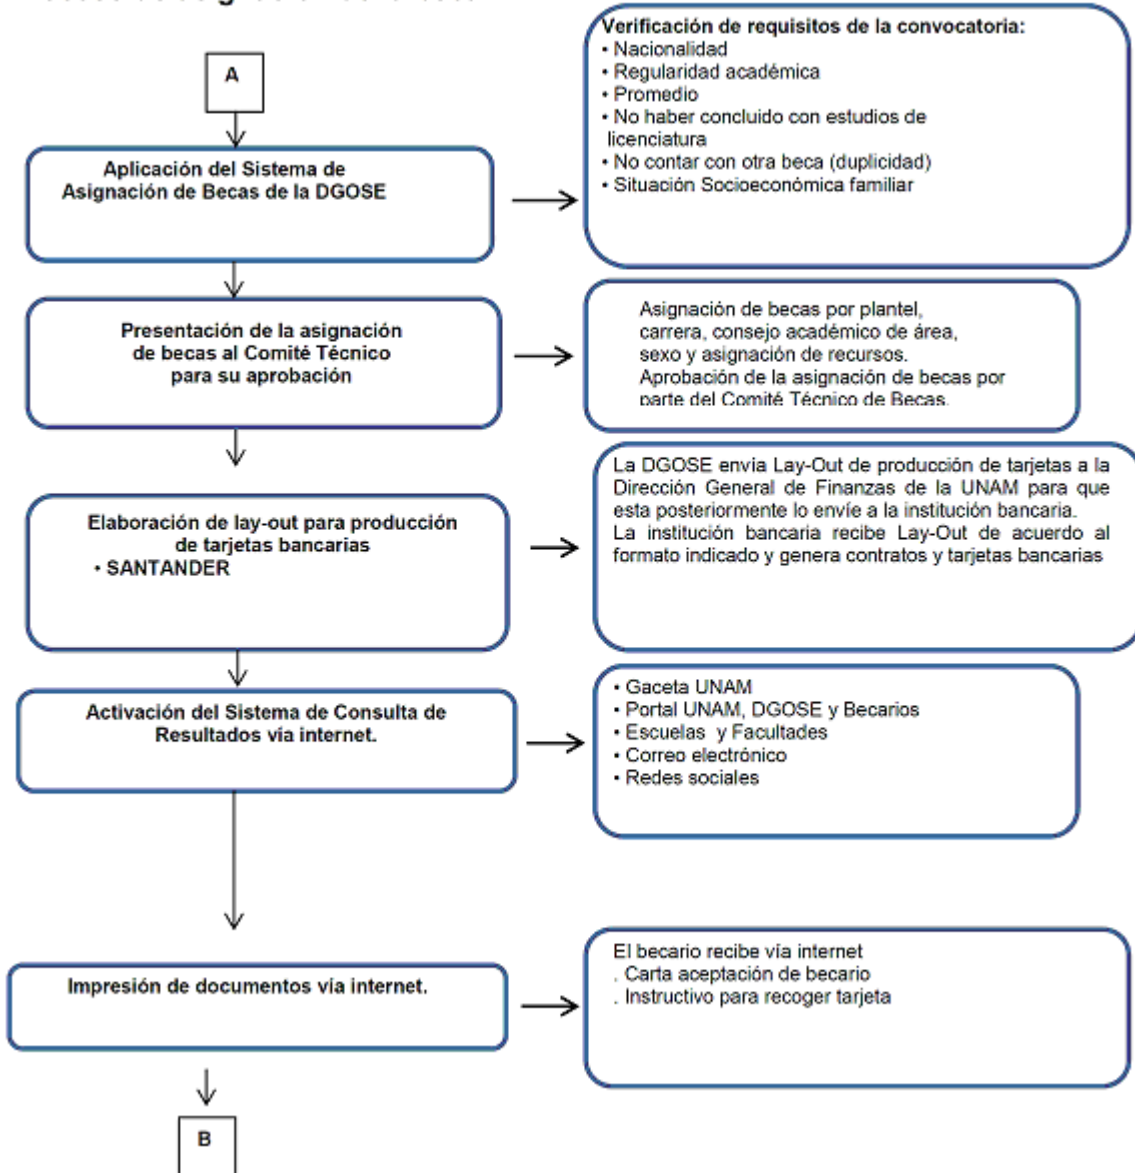 A
Verificación de requisitos de la convocatoria:
• Nacionalidad
• Regularidad académica
• Promedio
• No haber concluido con estudios de
licenciatura
• No contar con otra beca (duplicidad)
• Situación Socioeconómica familiar
Aplicación del Sistema de
Asignación de Becas de la DGOSE
Presentación de la asignación
de becas al Comité Técnico
para su aprobación
Asignación de becas por plantel,
carrera, consejo académico de área,
sexo y asignación de recursos.
Aprobación de la asignación de becas por
parte del Comité Técnico de Becas.
Elaboración de lay-out para producción
de tarjetas bancarias
• SANTANDER
La DGOSE envía Lay-Out de producción de tarjetas a la
Dirección General de Finanzas de la UNAM para que
esta posteriormente lo envíe a la institución bancaria.
La institución bancaria recibe Lay-Out de acuerdo al
formato indicado y genera contratos y tarjetas bancarias
Activación del Sistema de Consulta de
Resultados vía internet.
• Gaceta UNAM
• Portal UNAM, DGOSE y Becarios
• Escuelas y Facultades
• Correo electrónico
• Redes sociales
Impresión de documentos vía internet.
El becario recibe vía internet
. Carta aceptación de becario
. Instructivo para recoger tarjeta
B